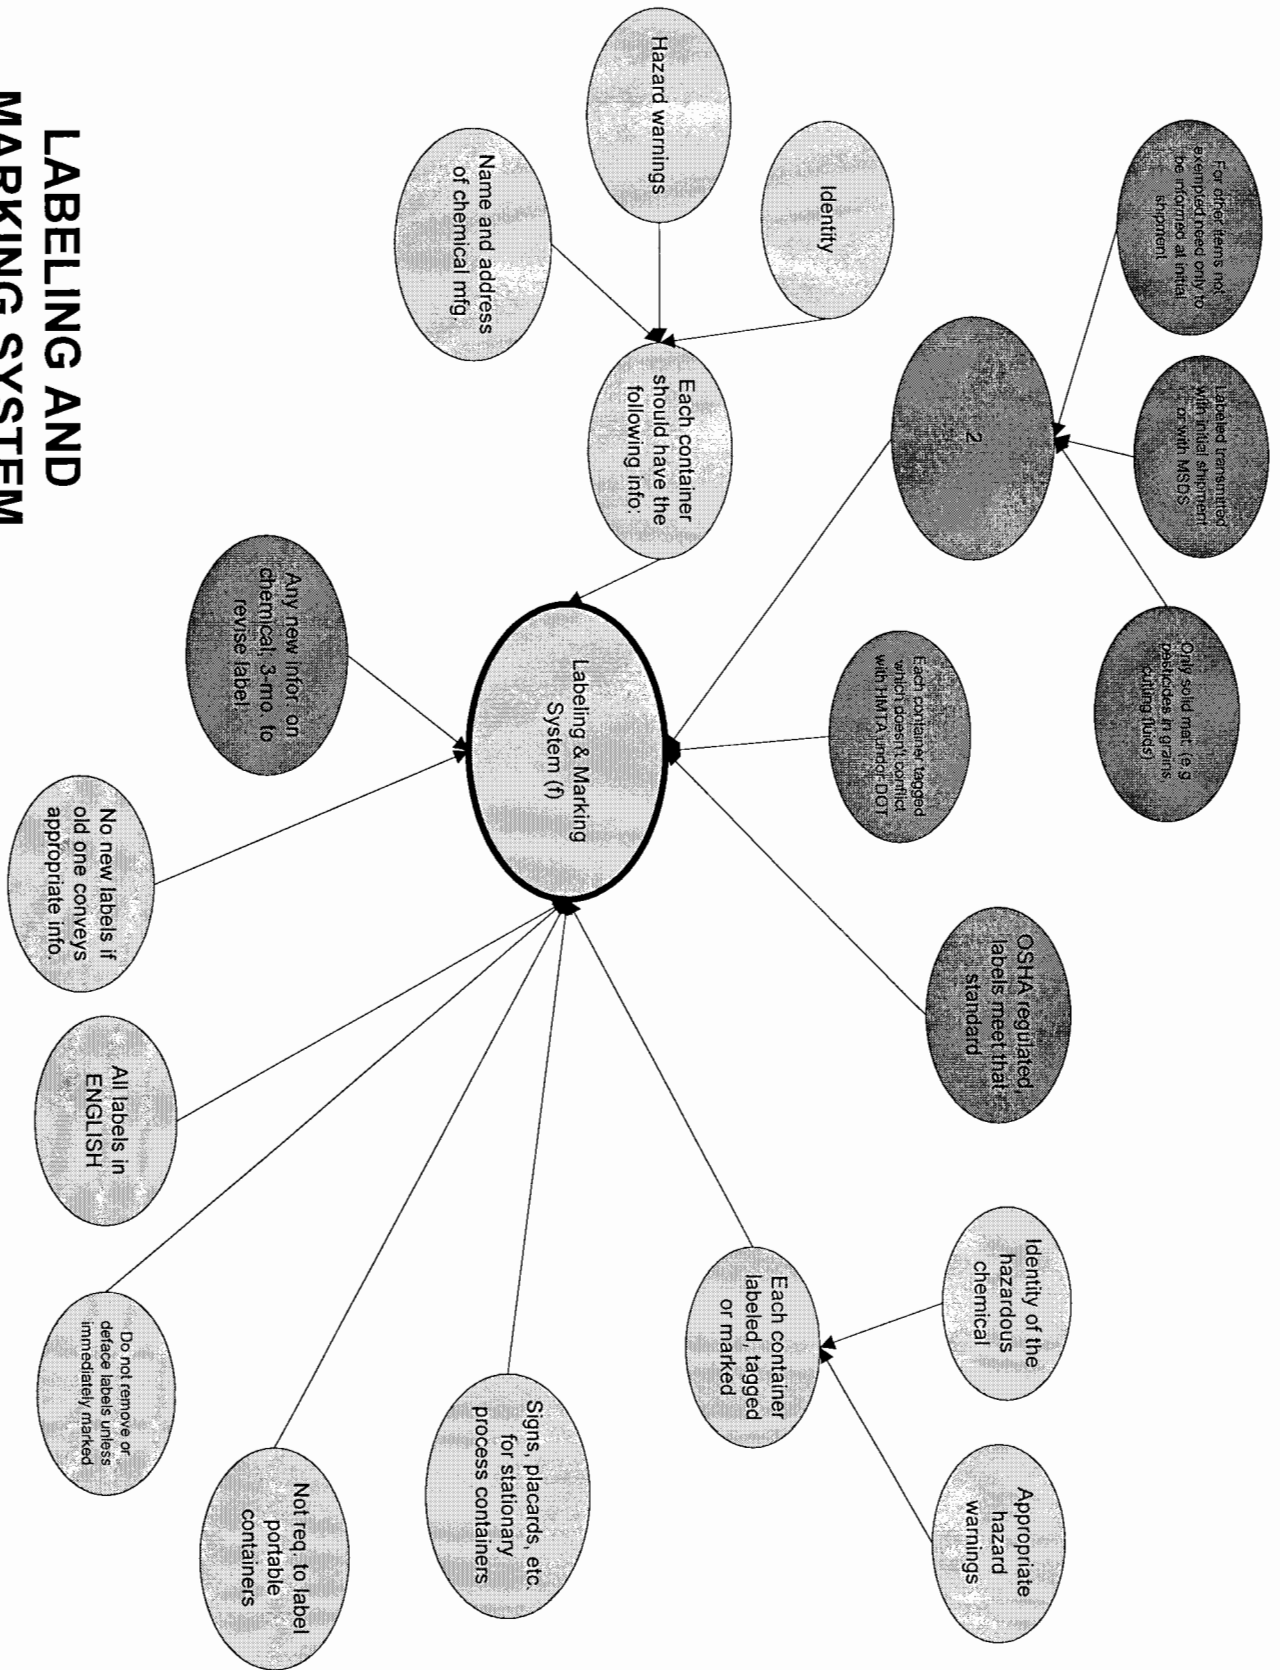 For other items not
exempted need only to
be informed at initial
shipment
Labeled transmitted
with initial shipment
or with MSDS
Only solid mat. (e.g
pesticides in grains,
cutting fluids)
OSHA regulated,
labels meet that
standard
Identity of the
hazardous
chemical
Appropriate
hazard
warnings
2
Each container tagged
which doesn't conflict
with HMTA under DOT
Identity
Each container
labeled, tagged
or marked
Hazard warnings
Each container
should have the
following info:
Labeling & Marking
System (f)
Signs, placards, etc.
for stationary
process containers
Name and address
of chemical mfg.
Any new infor. on
chemical, 3-mo. to
revise label
Not req. to label
portable
containers
No new labels if
old one conveys
appropriate info.
All labels in
ENGLISH
Do not remove or
deface labels unless
immediately marked
LABELING AND
MARKING SYSTEM